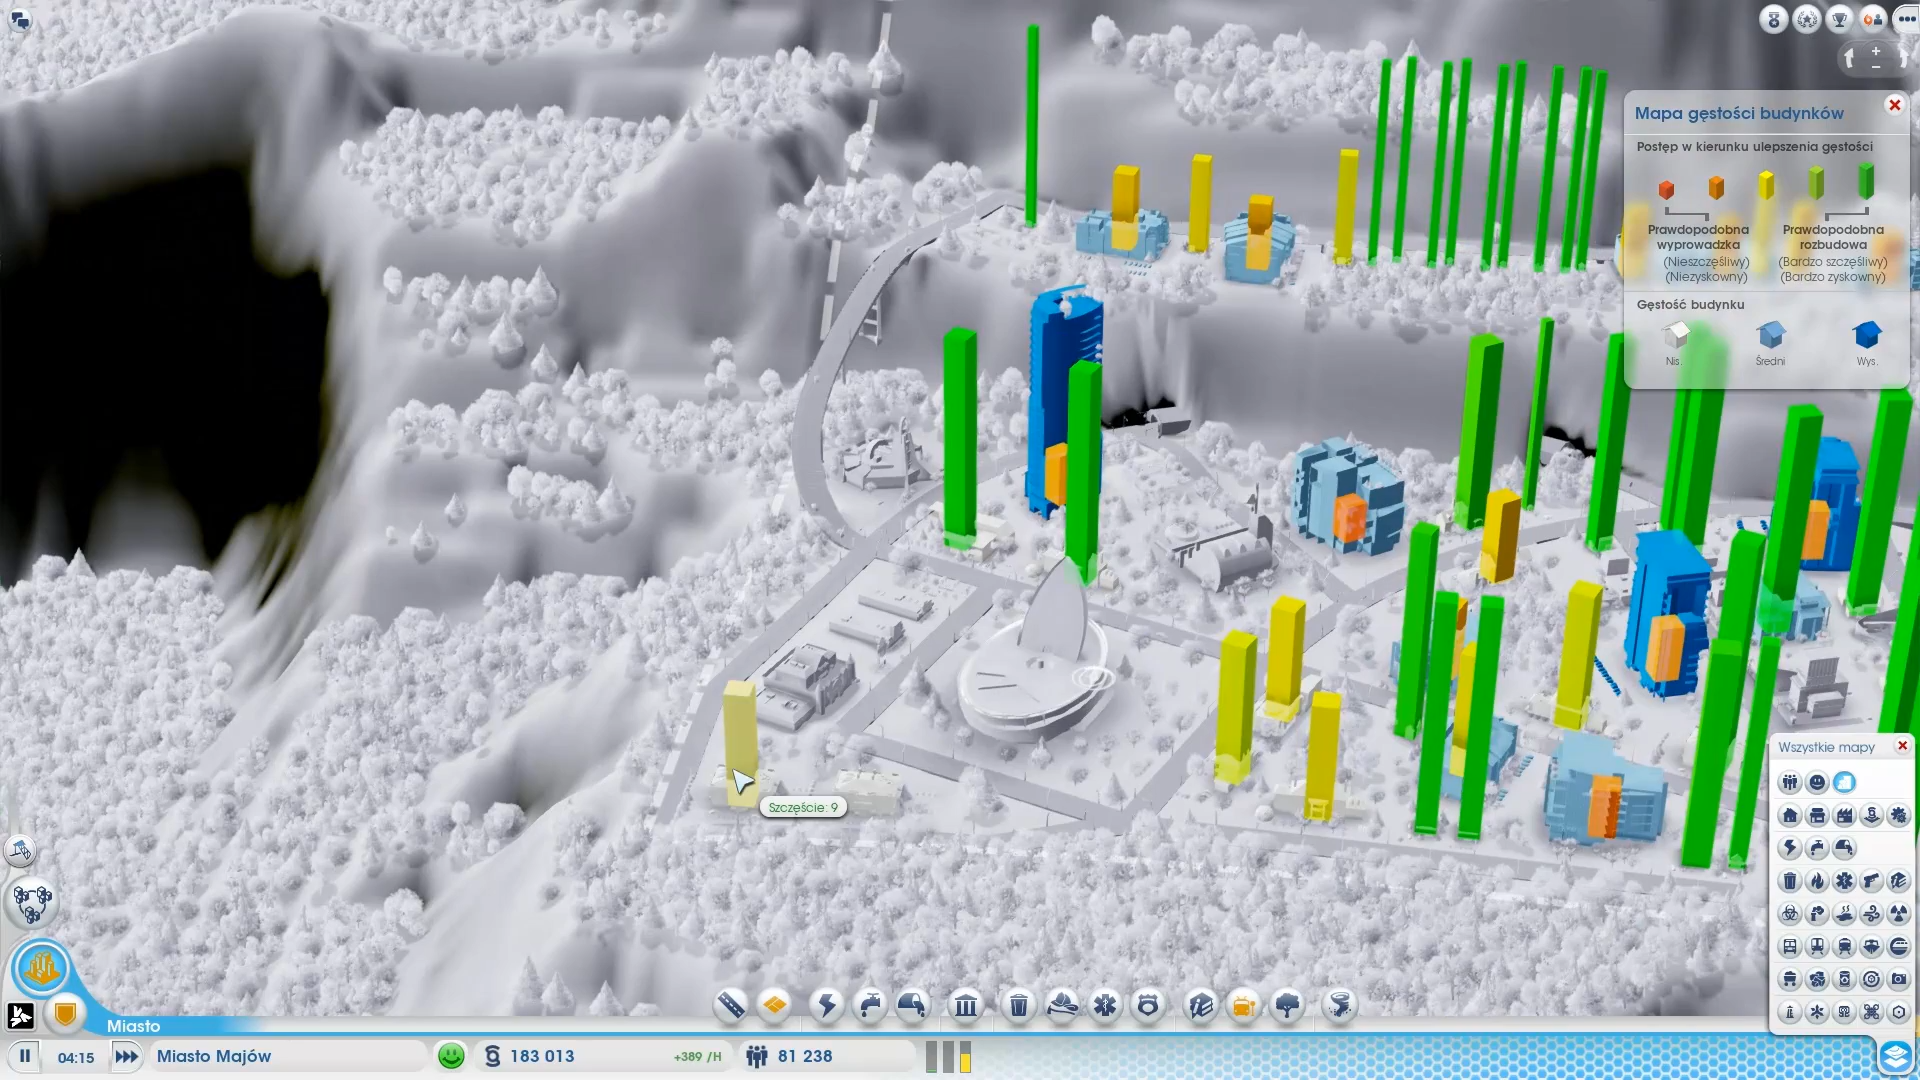 Mapa gęstości budynków
Postęp w kierunku ulepszenia gęstości
Prawdopodobna wyprowadzka
(Nieszczęśliwy)
(Niezyskowny)
Prawdopodobna rozbudowa
(Bardzo szczęśliwy)
(Bardzo zyskowny)
Gęstość budynku
Nis.
Średni
Wys.
Szczęście: 9
Wszystkie mapy
Miasto
04:15
Miasto Majów
183 013
+389 /H
81 238